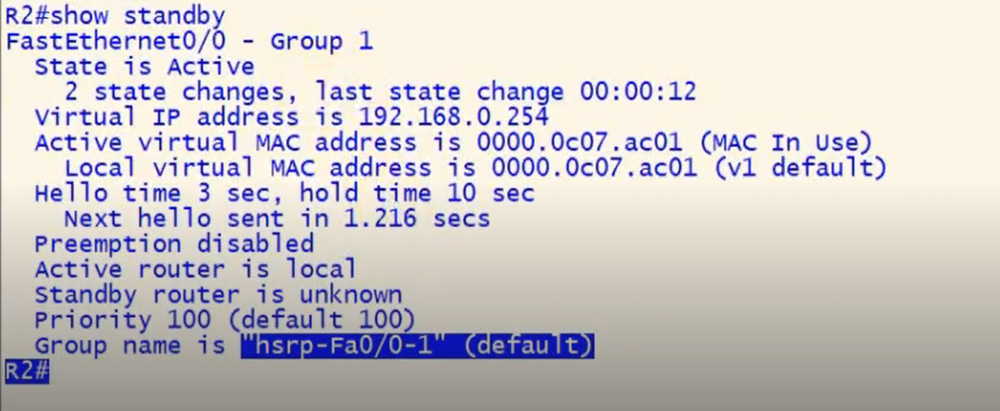 R2#show standby
FastEthernet0/0 - Group 1
  State is Active
    2 state changes, last state change 00:00:12
  Virtual IP address is 192.168.0.254
  Active virtual MAC address is 0000.0c07.ac01 (MAC In Use)
    Local virtual MAC address is 0000.0c07.ac01 (v1 default)
  Hello time 3 sec, hold time 10 sec
    Next hello sent in 1.216 secs
  Preemption disabled
  Active router is local
  Standby router is unknown
  Priority 100 (default 100)
  Group name is "hsrp-Fa0/0-1" (default)
R2#